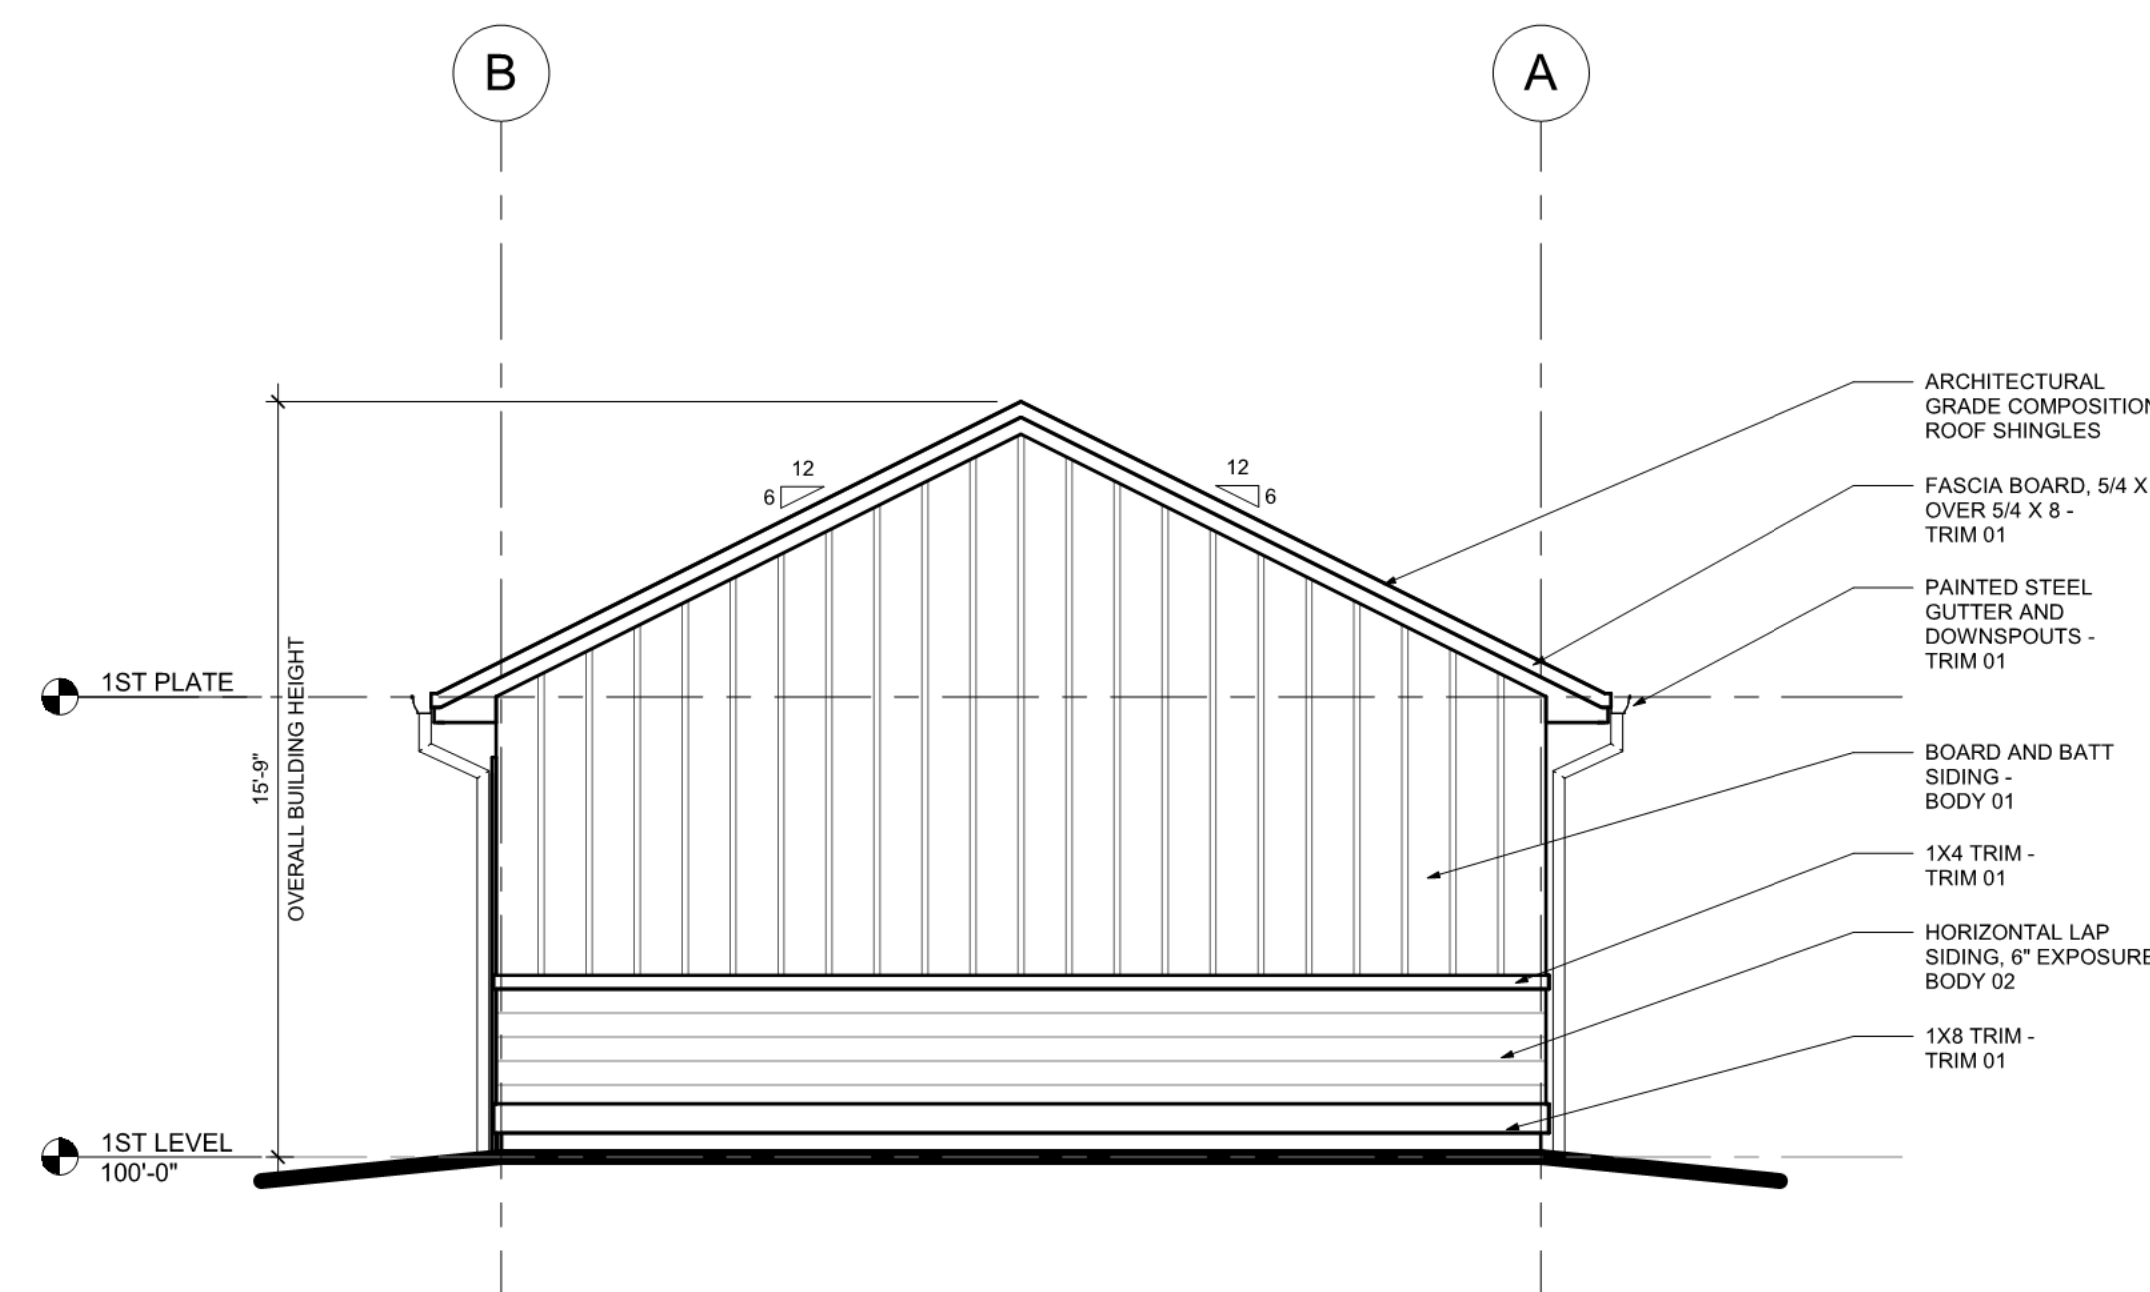 B
A
ARCHITECTURAL
GRADE COMPOSITION
ROOF SHINGLES
12
6
12
6
FASCIA BOARD, 5/4 X
OVER 5/4 X 8 -
TRIM 01
PAINTED STEEL
GUTTER AND
DOWNSPOUTS -
TRIM 01
1ST PLATE
15'-9"
OVERALL BUILDING HEIGHT
BOARD AND BATT
SIDING -
BODY 01
1X4 TRIM -
TRIM 01
HORIZONTAL LAP
SIDING, 6" EXPOSURE
BODY 02
1X8 TRIM -
TRIM 01
1ST LEVEL
100'-0"